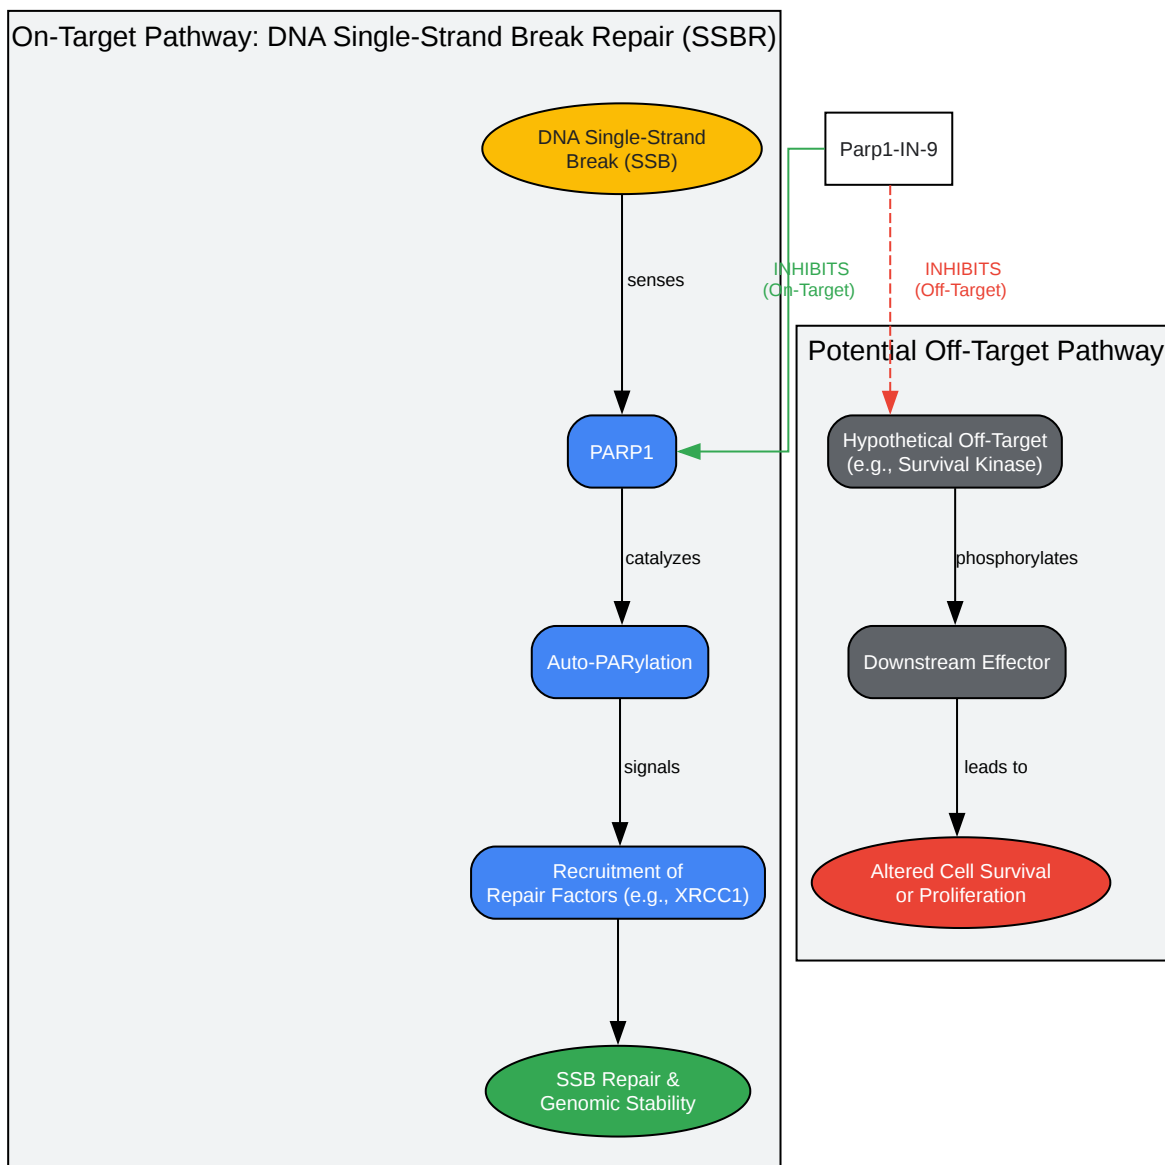 On-Target Pathway: DNA Single-Strand Break Repair (SSBR)
DNA Single-Strand
Break (SSB)
Parp1-IN-9
senses
INHIBITS
(On-Target)
INHIBITS
(Off-Target)
Potential Off-Target Pathway
PARP1
Hypothetical Off-Target
(e.g., Survival Kinase)
catalyzes
phosphorylates
Auto-PARylation
Downstream Effector
signals
leads to
Recruitment of
Repair Factors (e.g., XRCC1)
Altered Cell Survival
or Proliferation
SSB Repair &
Genomic Stability